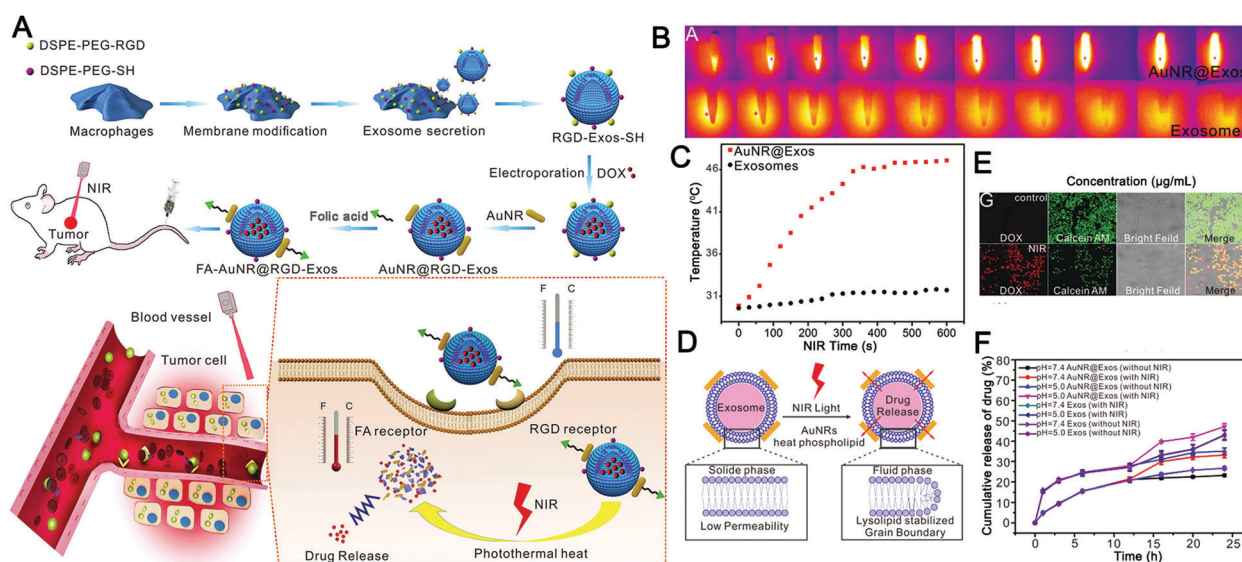 A
DSPE-PEG-RGD
DSPE-PEG-SH
Macrophages
Membrane modification
Exosome secretion
RGD-Exos-SH
Electroporation
DOX
NIR
Tumor
Folic acid
AuNR
FA-AuNR@RGD-Exos
AuNR@RGD-Exos
Blood vessel
Tumor cell
F
C
FA receptor
RGD receptor
F
C
NIR
Drug Release
Photothermal heat
B
A
AuNR@Exos
Exosome
C
AuNR@Exos
Exosomes
Temperature (ºC)
46
41
36
31
0
150
300
450
600
NIR Time (s)
D
Exosome
NIR Light
AuNRs
heat phospholipid
Drug
Release
Solide phase
Low Permeability
Fluid phase
Lysolipid stabilized
Grain Boundary
E
Concentration (µg/mL)
G
control
DOX
Calcein AM
Bright Feild
Merge
NIR
DOX
Calcein AM
Bright Feild
Merge
F
Cumulative release of drug (%)
80
70
60
50
40
30
20
10
0
pH=7.4 AuNR@Exos (without NIR)
pH=7.4 AuNR@Exos (with NIR)
pH=5.0 AuNR@Exos (without NIR)
pH=5.0 AuNR@Exos (with NIR)
pH=7.4 Exos (with NIR)
pH=5.0 Exos (with NIR)
pH=7.4 Exos (without NIR)
pH=5.0 Exos (without NIR)
0
4
8
12
16
20
24
Time (h)